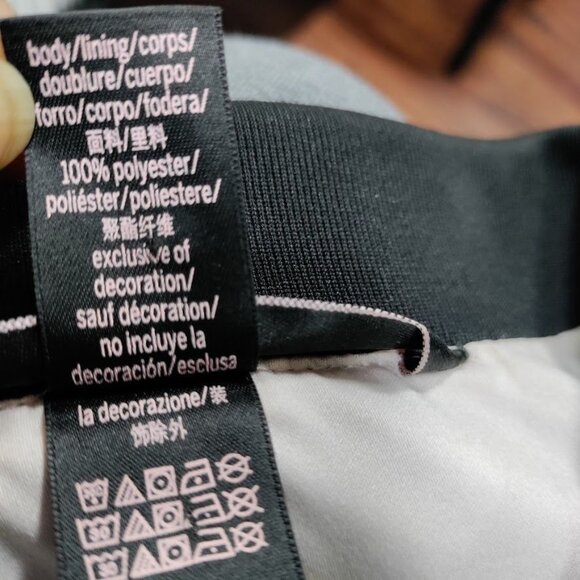 body/lining/corps/
doublure/cuerpo/
forro/corpo/fodera/
面料/里料
100% polyester/
poliéster/poliestere/
聚酯纤维
exclusive of
decoration/
sauf décoration/
no incluye la
decoración/esclusa
la decorazione/装
饰除外